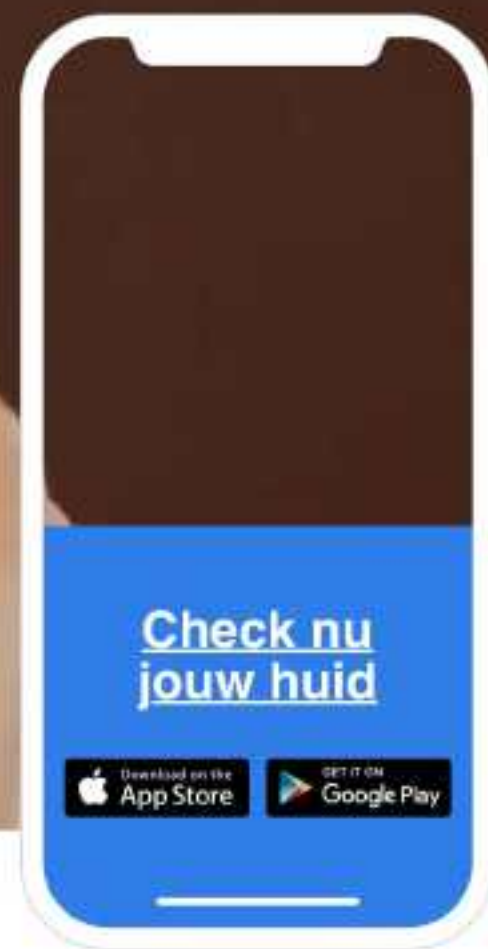 Check nu
jouw huid
Download on the
App Store
GET IT ON
Google Play